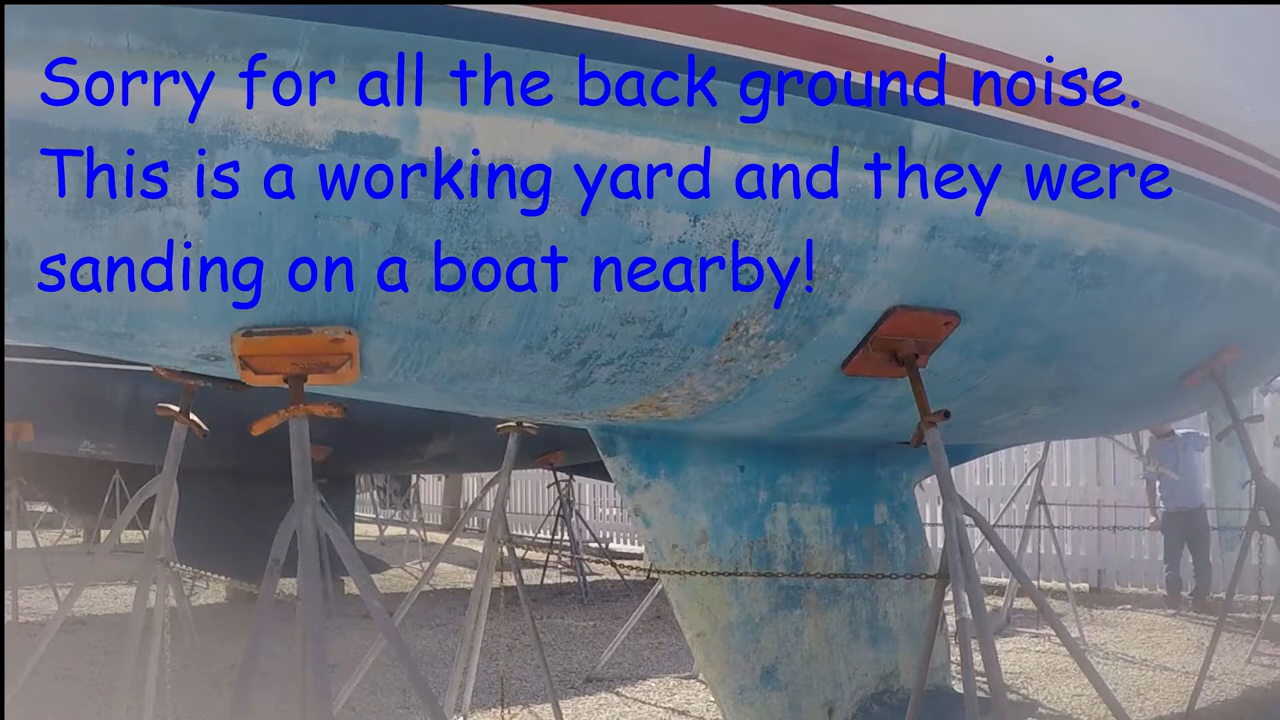 Sorry for all the back ground noise.
This is a working yard and they were
sanding on a boat nearby!